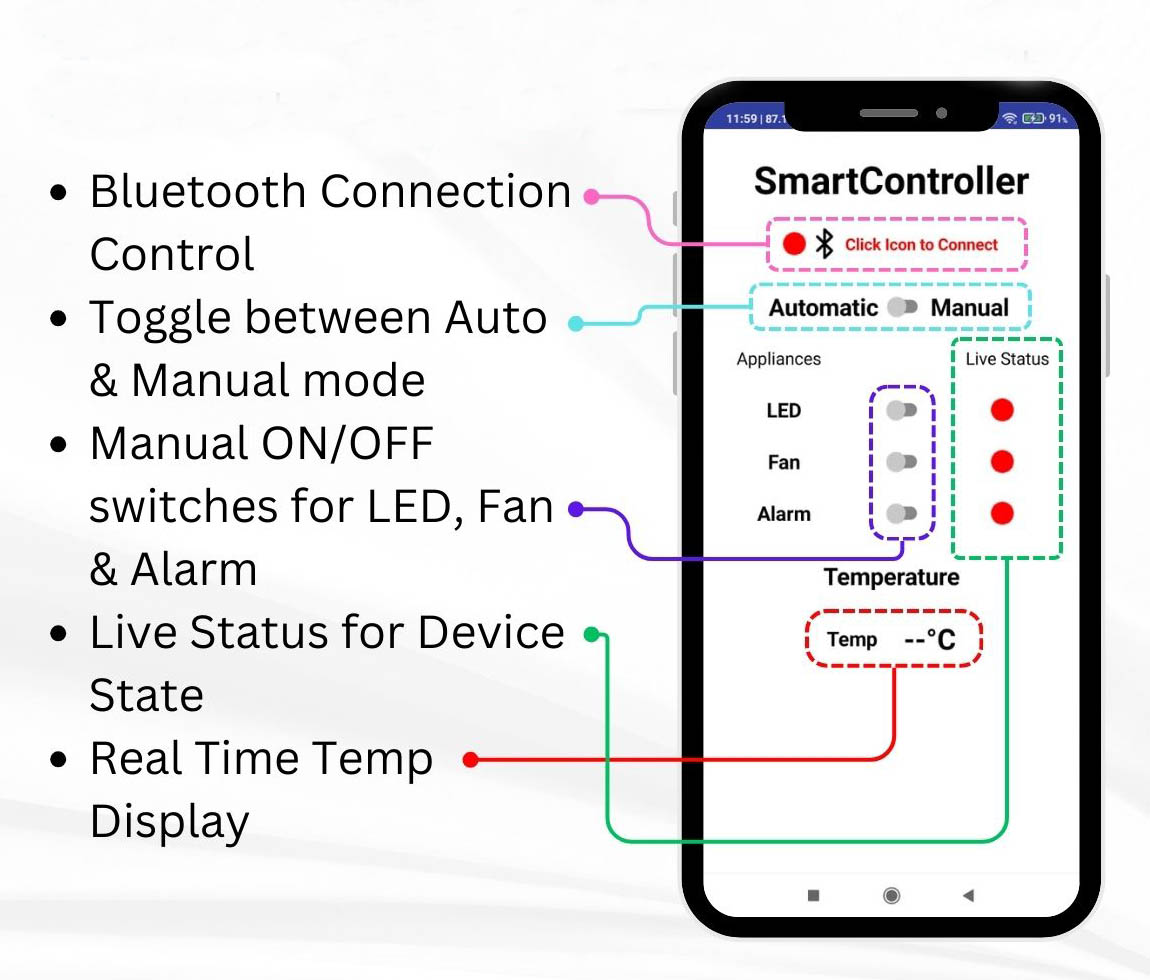 • Bluetooth Connection
Control
• Toggle between Auto
& Manual mode
• Manual ON/OFF
switches for LED, Fan
& Alarm
• Live Status for Device
State
• Real Time Temp
Display
11:59 | 87.1
91%
SmartController
Click Icon to Connect
Automatic Manual
Appliances Live Status
LED
Fan
Alarm
Temperature
Temp --°C